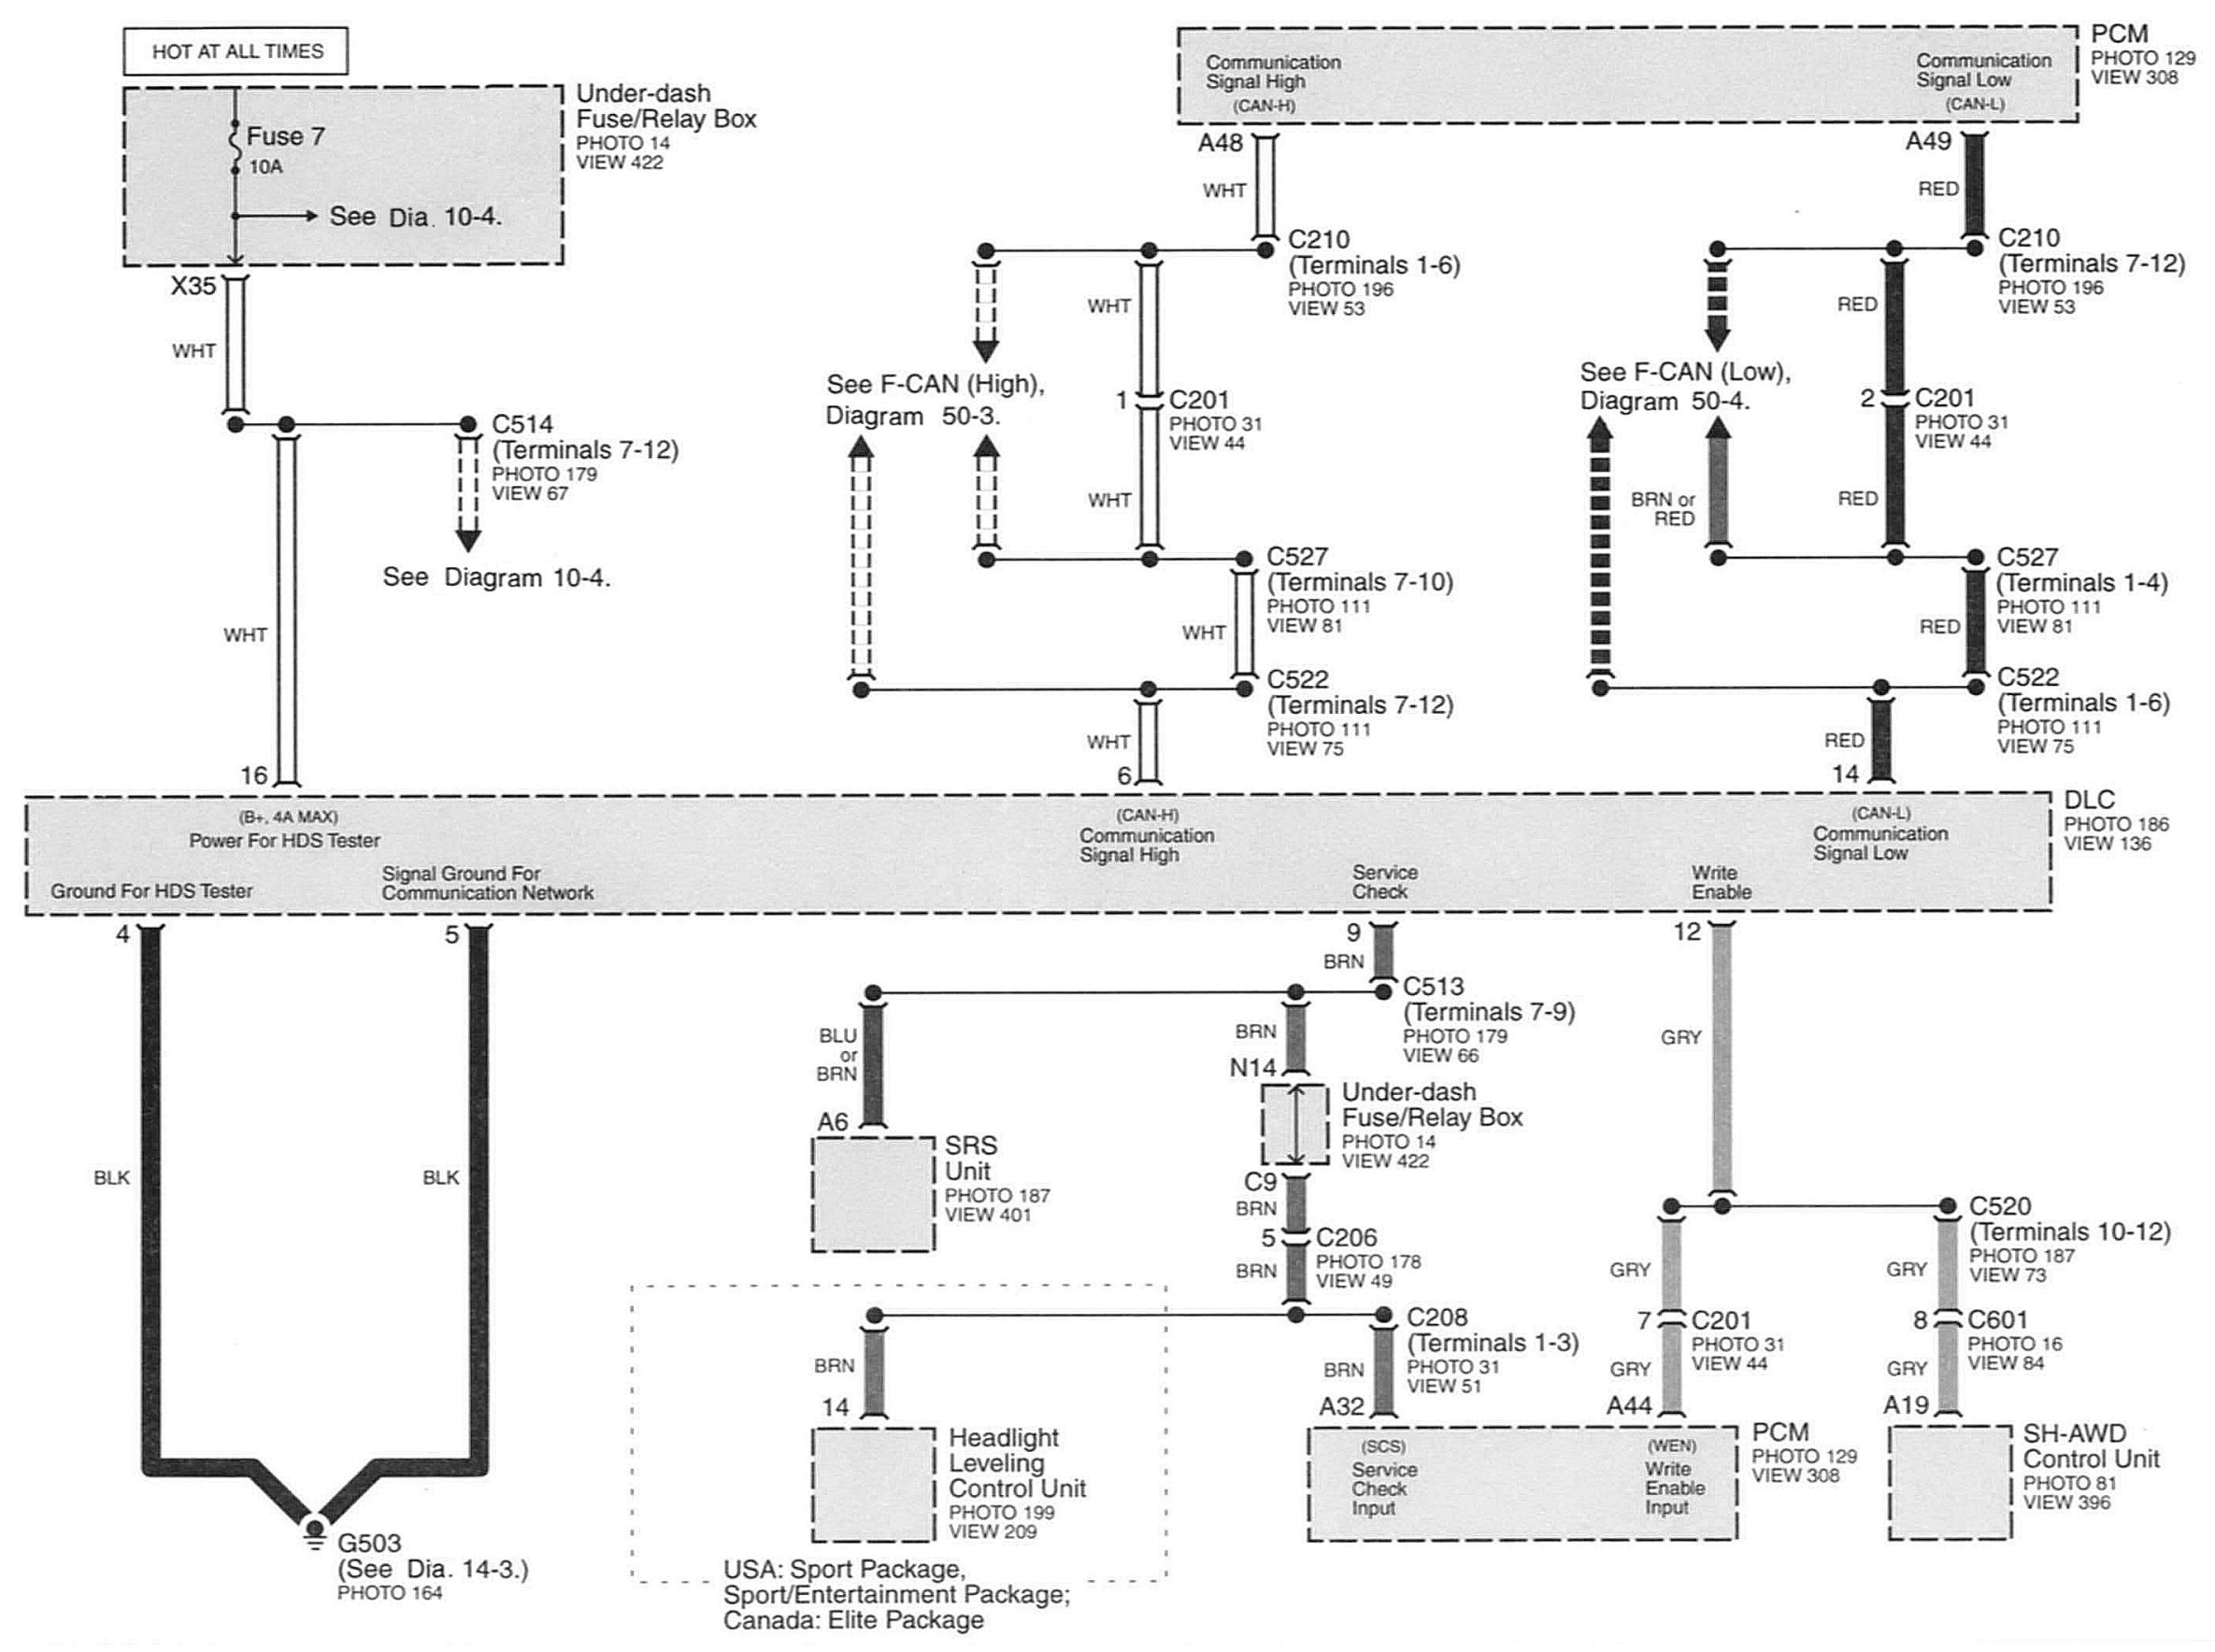 HOT AT ALL TIMES
Under-dash
Fuse/Relay Box
PHOTO 14
VIEW 422
Fuse 7
10A
See Dia. 10-4.
X35
WHT
C514
(Terminals 7-12)
PHOTO 179
VIEW 67
See Diagram 10-4.
WHT
16
PCM
PHOTO 129
VIEW 308
Communication
Signal High
(CAN-H)
Communication
Signal Low
(CAN-L)
A48
WHT
C210
(Terminals 1-6)
PHOTO 196
VIEW 53
WHT
See F-CAN (High),
Diagram 50-3.
1
C201
PHOTO 31
VIEW 44
WHT
C527
(Terminals 7-10)
PHOTO 111
VIEW 81
WHT
C522
(Terminals 7-12)
PHOTO 111
VIEW 75
WHT
6
A49
RED
C210
(Terminals 7-12)
PHOTO 196
VIEW 53
RED
See F-CAN (Low),
Diagram 50-4.
2
C201
PHOTO 31
VIEW 44
BRN or
RED
RED
C527
(Terminals 1-4)
PHOTO 111
VIEW 81
RED
C522
(Terminals 1-6)
PHOTO 111
VIEW 75
RED
14
DLC
PHOTO 186
VIEW 136
(B+, 4A MAX)
Power For HDS Tester
(CAN-H)
Communication
Signal High
(CAN-L)
Communication
Signal Low
Ground For HDS Tester
Signal Ground For
Communication Network
Service
Check
Write
Enable
4
BLK
5
BLK
G503
(See Dia. 14-3.)
PHOTO 164
9
BRN
C513
(Terminals 7-9)
PHOTO 179
VIEW 66
BLU
or
BRN
A6
SRS
Unit
PHOTO 187
VIEW 401
BRN
N14
Under-dash
Fuse/Relay Box
PHOTO 14
VIEW 422
C9
BRN
5
C206
PHOTO 178
VIEW 49
BRN
C208
(Terminals 1-3)
PHOTO 31
VIEW 51
BRN
14
Headlight
Leveling
Control Unit
PHOTO 199
VIEW 209
USA: Sport Package,
Sport/Entertainment Package;
Canada: Elite Package
BRN
A32
12
GRY
C520
(Terminals 10-12)
PHOTO 187
VIEW 73
GRY
7
C201
PHOTO 31
VIEW 44
GRY
A44
GRY
8
C601
PHOTO 16
VIEW 84
GRY
A19
(SCS)
Service
Check
Input
(WEN)
Write
Enable
Input
PCM
PHOTO 129
VIEW 308
SH-AWD
Control Unit
PHOTO 81
VIEW 396